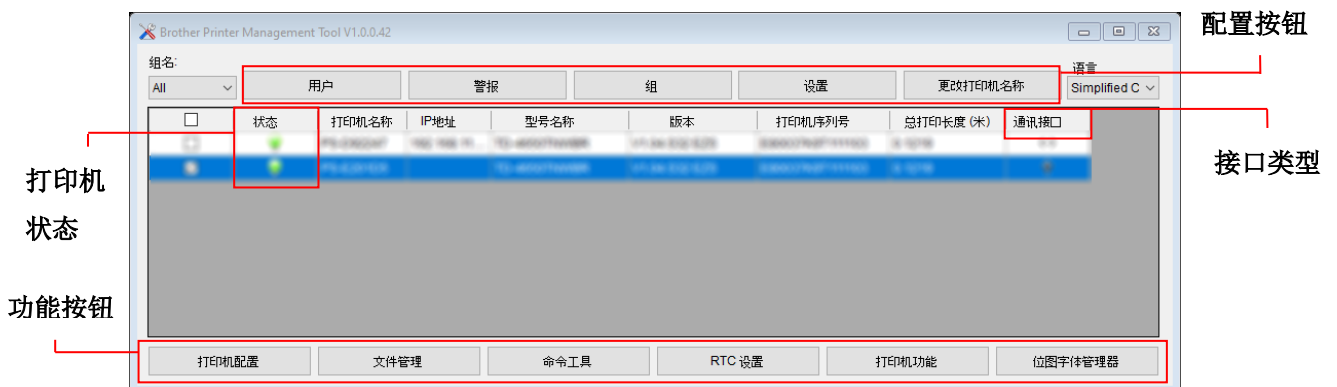 配置按钮
Brother Printer Management Tool V1.0.0.42
组名:
语言
All
用户
警报
组
设置
更改打印机名称
Simplified C
状态
打印机名称
IP地址
型号名称
版本
打印机序列号
总打印长度 (米)
通讯接口
打印机
状态
接口类型
功能按钮
打印机配置
文件管理
命令工具
RTC 设置
打印机功能
位图字体管理器